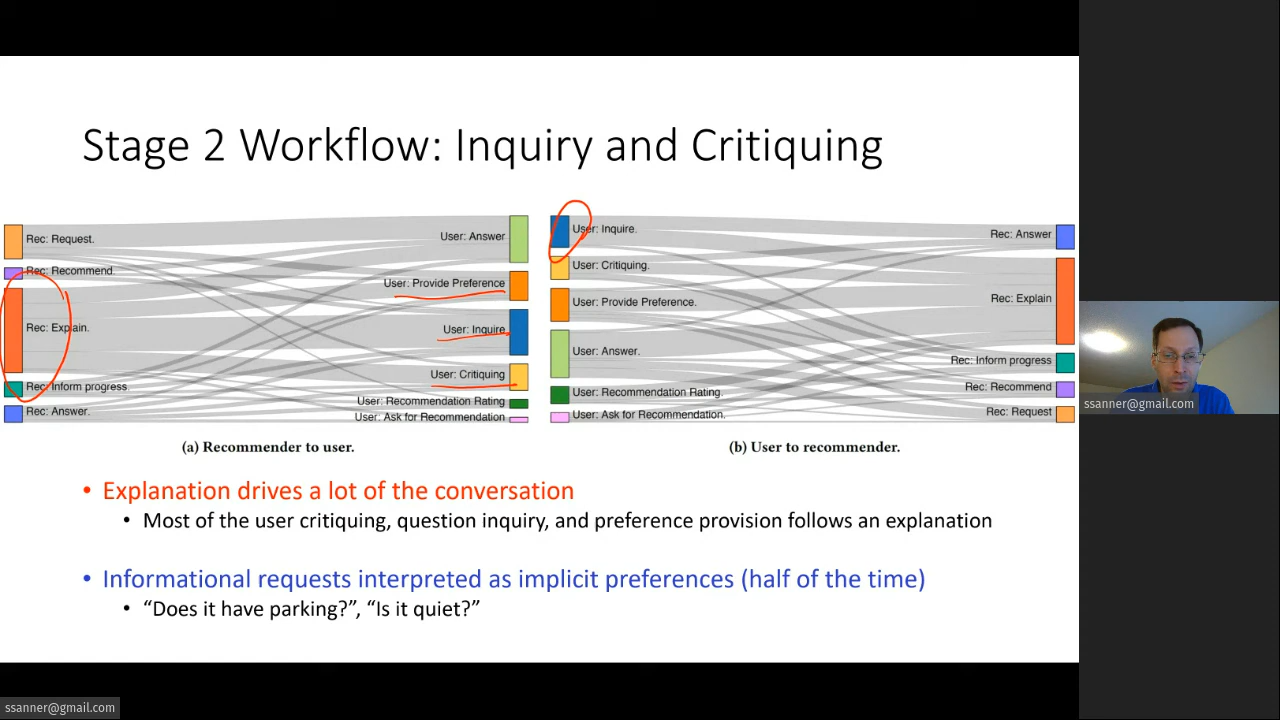 Stage 2 Workflow: Inquiry and Critiquing
Rec: Request.
Rec: Recommend.
Rec: Explain.
Rec: Inform progress.
Rec: Answer.
User: Answer
User: Provide Preference
User: Inquire
User: Critiquing
User: Recommendation Rating
User: Ask for Recommendation
(a) Recommender to user.
User: Inquire.
User: Critiquing.
User: Provide Preference.
User: Answer.
User: Recommendation Rating.
User: Ask for Recommendation.
Rec: Answer
Rec: Explain
Rec: Inform progress
Rec: Recommend
Rec: Request
(b) User to recommender.
• Explanation drives a lot of the conversation
• Most of the user critiquing, question inquiry, and preference provision follows an explanation
• Informational requests interpreted as implicit preferences (half of the time)
• “Does it have parking?”, “Is it quiet?”
ssanner@gmail.com
ssanner@gmail.com